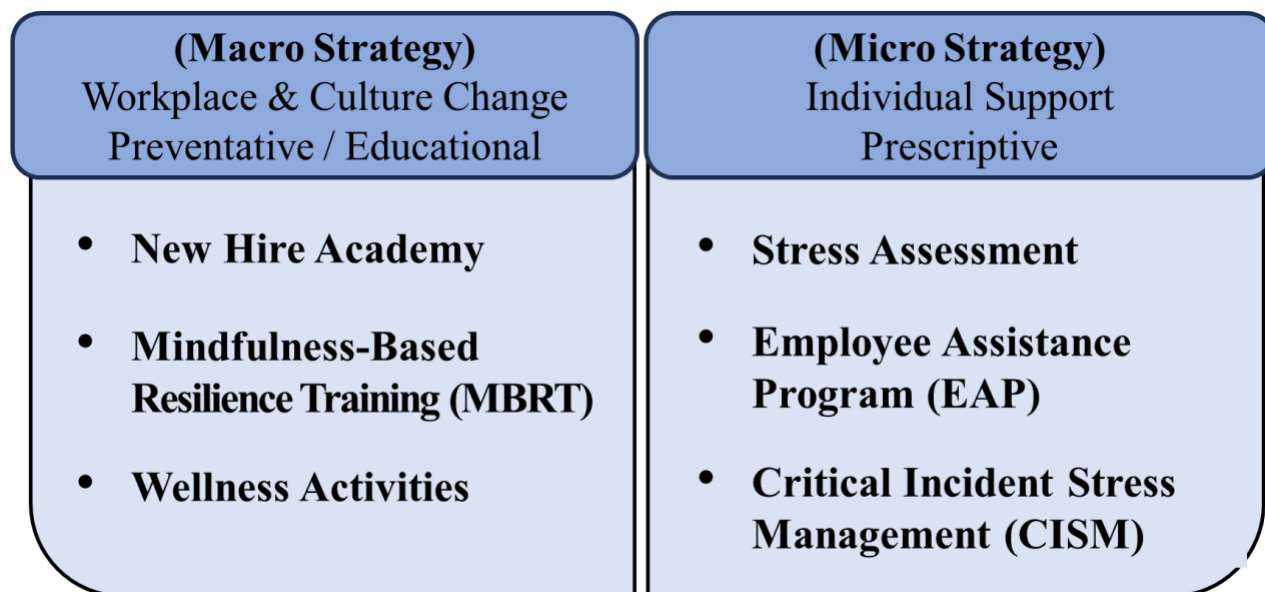 (Macro Strategy)
Workplace & Culture Change
Preventative / Educational
• New Hire Academy
• Mindfulness-Based
Resilience Training (MBRT)
• Wellness Activities
(Micro Strategy)
Individual Support
Prescriptive
• Stress Assessment
• Employee Assistance
Program (EAP)
• Critical Incident Stress
Management (CISM)